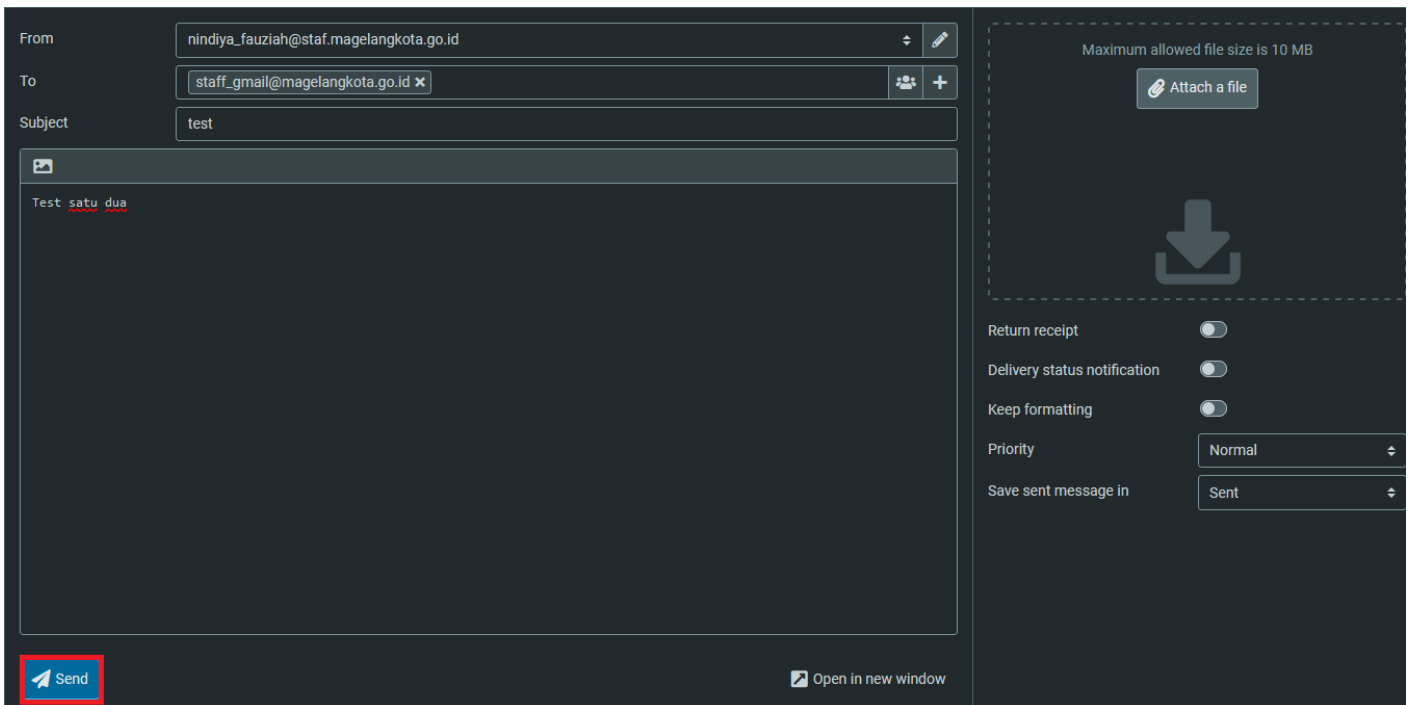 From
nindiya_fauziah@staf.magelangkota.go.id
To
staff_gmail@magelangkota.go.id
Subject
test
Test satu dua
Send
Open in new window
Maximum allowed file size is 10 MB
Attach a file
Return receipt
Delivery status notification
Keep formatting
Priority
Normal
Save sent message in
Sent